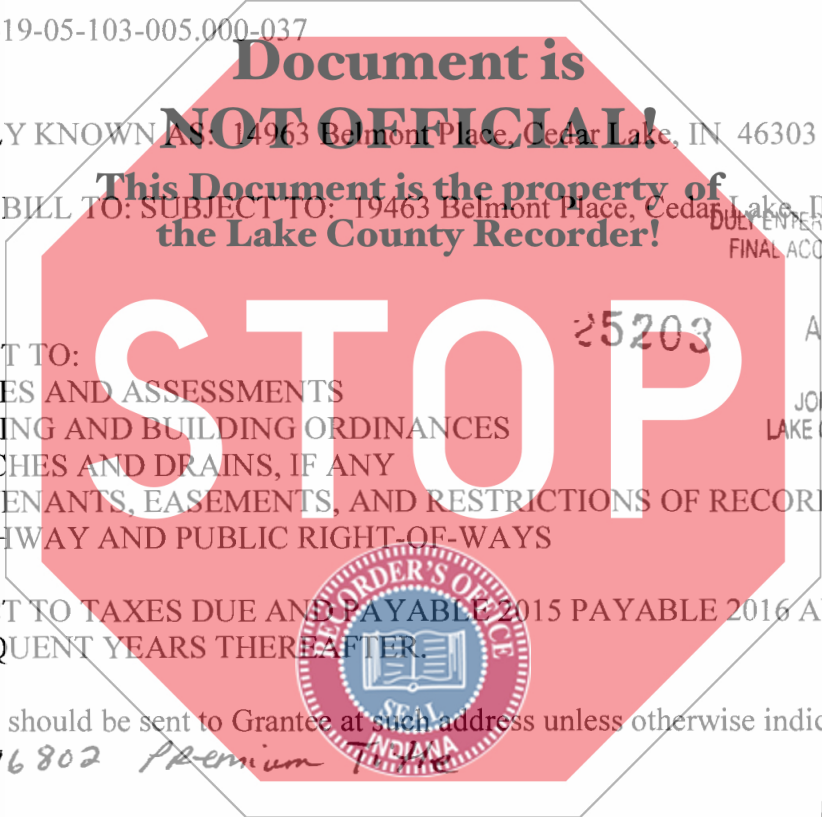 19-05-103-005.000-037
Document is
NOT OFFICIAL!
Y KNOWN AS: 14963 Belmont Place, Cedar Lake, IN 46303
This Document is the property of
BILL TO: SUBJECT TO: 19463 Belmont Place, Cedar Lake,
the Lake County Recorder!
DULY ENTER
FINAL ACC
25203
STOP
T TO:
ES AND ASSESSMENTS
ING AND BUILDING ORDINANCES
LAKE
CHES AND DRAINS, IF ANY
ENANTS, EASEMENTS, AND RESTRICTIONS OF RECOR
HWAY AND PUBLIC RIGHT-OF-WAYS
RECORDER'S OFFICE
SEAL
INDIANA
T TO TAXES DUE AND PAYABLE 2015 PAYABLE 2016 A
QUENT YEARS THEREAFTER.
should be sent to Grantee at such address unless otherwise indic
6802 Premium Title